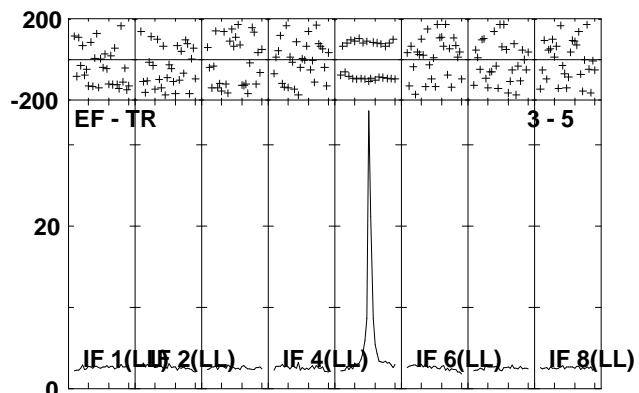 200
-200
EF - TR 3 - 5
20
IF 1(LL) IF 2(LL) IF 4(LL) IF 6(LL) IF 8(LL)
0